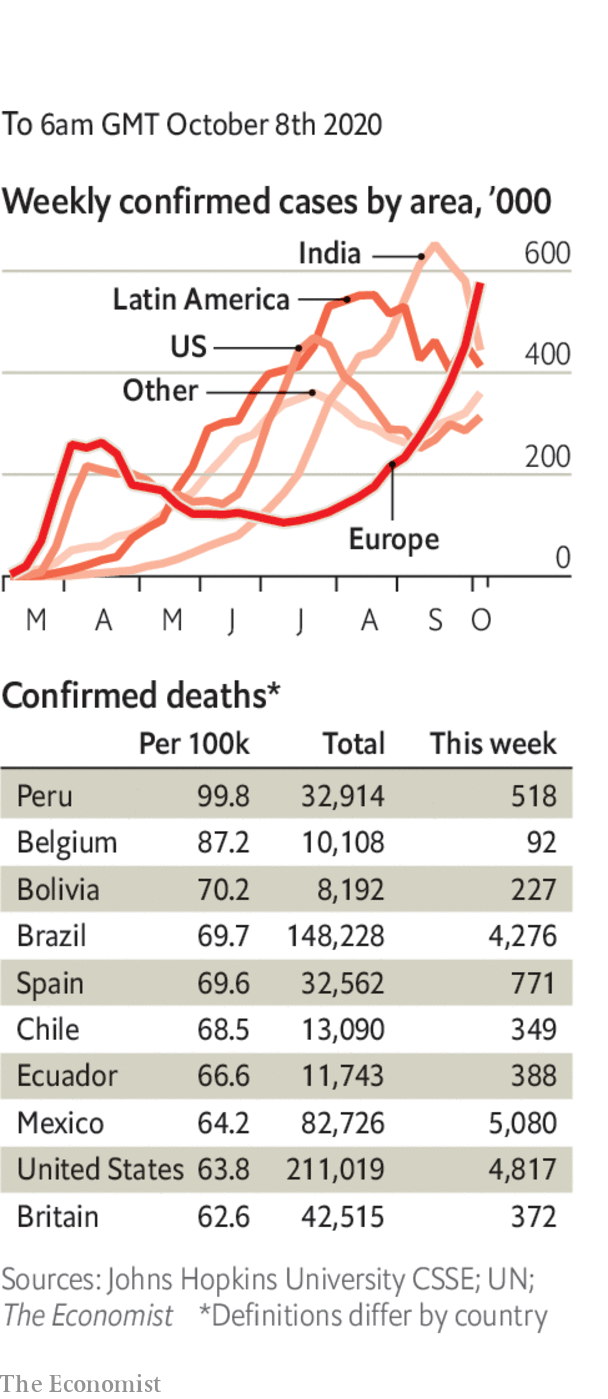 To 6am GMT October 8th 2020
Weekly confirmed cases by area, ’000
India
600
Latin America
US
400
Other
200
Europe
0
M A M J J A S O
Confirmed deaths*
Per 100k Total This week
Peru 99.8 32,914 518
Belgium 87.2 10,108 92
Bolivia 70.2 8,192 227
Brazil 69.7 148,228 4,276
Spain 69.6 32,562 771
Chile 68.5 13,090 349
Ecuador 66.6 11,743 388
Mexico 64.2 82,726 5,080
United States 63.8 211,019 4,817
Britain 62.6 42,515 372
Sources: Johns Hopkins University CSSE; UN;
The Economist *Definitions differ by country
The Economist